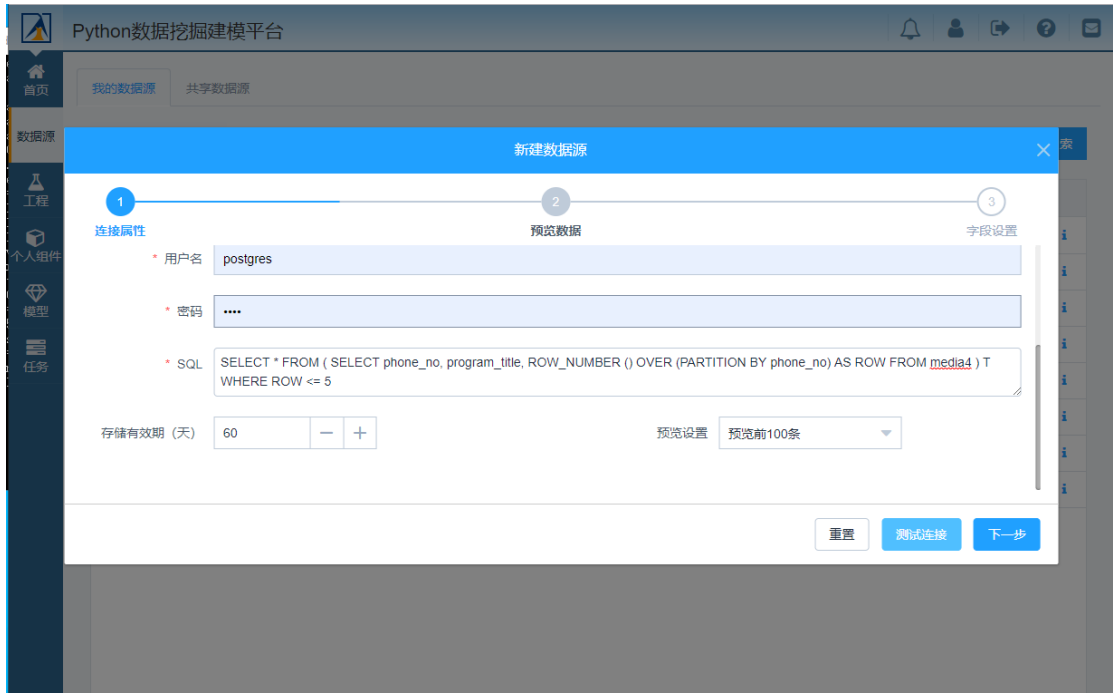 Python数据挖掘建模平台
首页
我的数据源
共享数据源
数据源
索
新建数据源
1
2
3
连接属性
预览数据
字段设置
工程
* 用户名
postgres
个人组件
* 密码
••••
模型
* SQL
SELECT * FROM ( SELECT phone_no, program_title, ROW_NUMBER () OVER (PARTITION BY phone_no) AS ROW FROM media4 ) T
WHERE ROW <= 5
任务
存储有效期（天）
60
预览设置
预览前100条
重置
测试连接
下一步